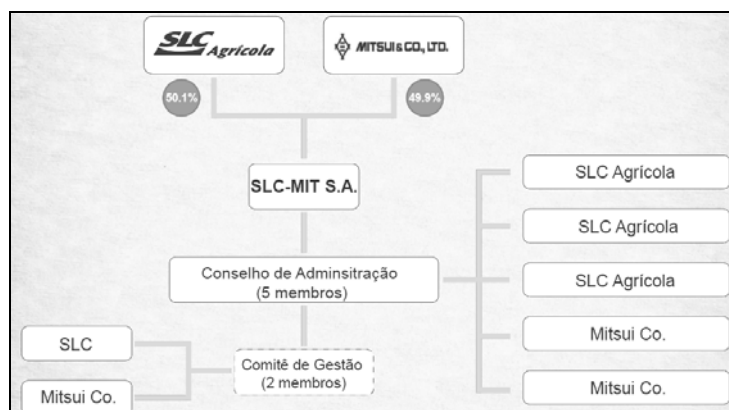 SLC Agrícola
MITSUI & CO., LTD.
50.1%
49.9%
SLC-MIT S.A.
SLC Agrícola
SLC Agrícola
SLC Agrícola
Mitsui Co.
Mitsui Co.
Conselho de Adminsitração
(5 membros)
SLC
Mitsui Co.
Comitê de Gestão
(2 membros)